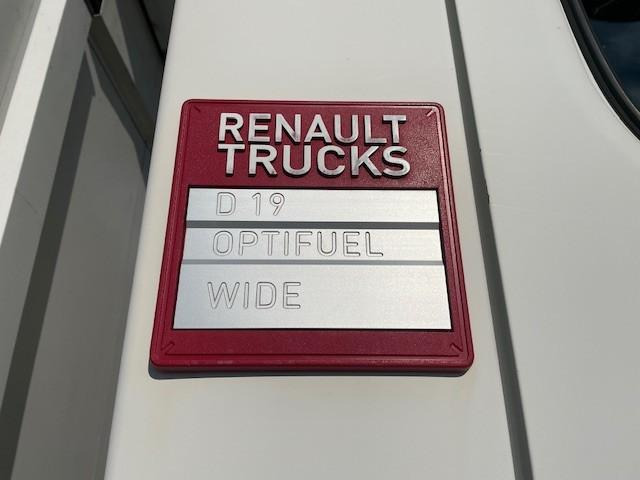 RENAULT
TRUCKS
D 19
OPTIFUEL
WIDE